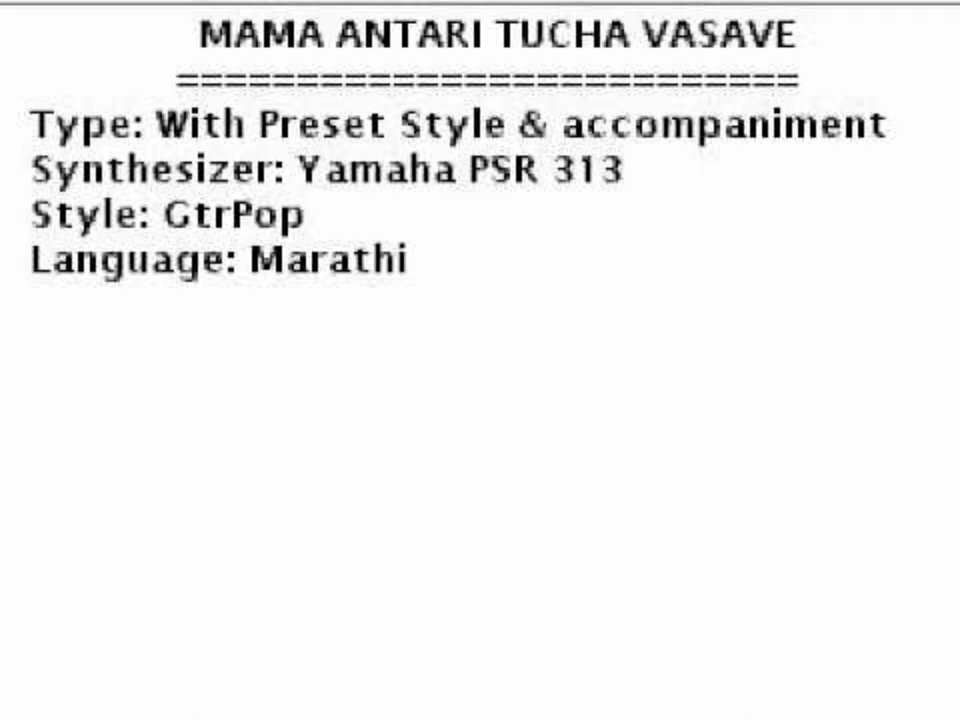 MAMA ANTARI TUCHA VASAVE
==========================
Type: With Preset Style & accompaniment
Synthesizer: Yamaha PSR 313
Style: GtrPop
Language: Marathi